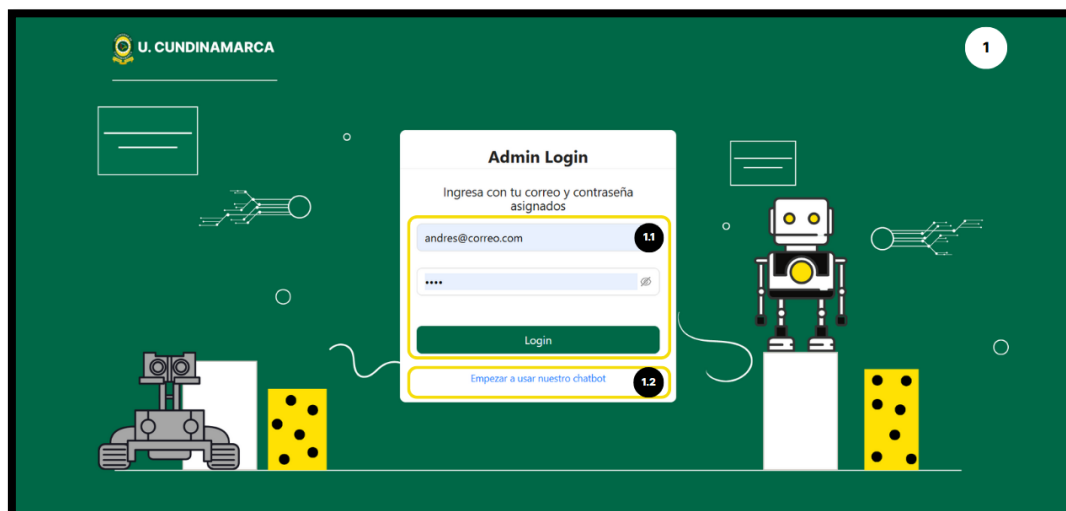 U. CUNDINAMARCA
1
Admin Login
Ingresa con tu correo y contraseña
asignados
andres@correo.com
1.1
••••
Login
Empezar a usar nuestro chatbot
1.2